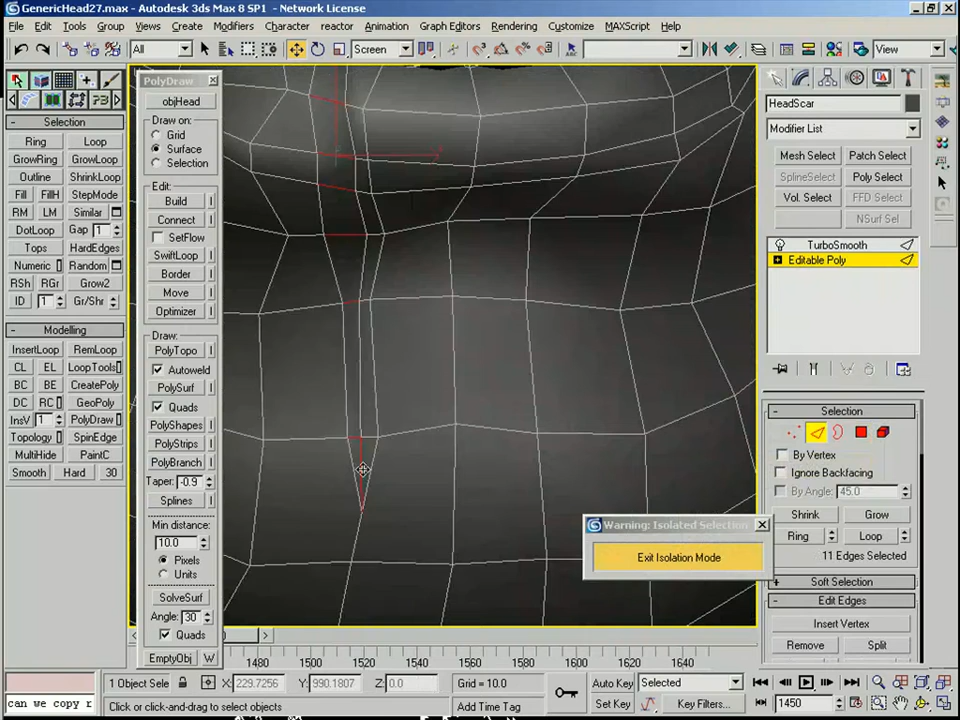 GenericHead27.max - Autodesk 3ds Max 8 SP1 - Network License
File Edit Tools Group Views Create Modifiers Character reactor Animation Graph Editors Rendering Customize MAXScript Help
All Screen View
PolyDraw
objHead
Draw on:
Grid
Surface
Selection
Edit:
Build
Connect
SetFlow
SwiftLoop
Border
Move
Optimizer
Draw:
PolyTopo
Autoweld
PolySurf
Quads
PolyShapes
PolyStrips
PolyBranch
Taper: -0.9
Splines
Min distance:
10.0
Pixels
Units
SolveSurf
Angle: 30
Quads
EmptyObj W
Selection
Ring Loop
GrowRing GrowLoop
Outline ShrinkLoop
Fill FillH StepMode
RM LM Similar
DotLoop Gap 1
Tops HardEdges
Numeric Random
RSh RGr Grow2
ID 1 Gr/Shr
Modelling
InsertLoop RemLoop
CL EL LoopTools
BC BE CreatePoly
DC RC GeoPoly
InsV 1 PolyDraw
Topology SpinEdge
MultiHide PaintC
Smooth Hard 30
HeadScar
Modifier List
Mesh Select Patch Select
SplineSelect Poly Select
Vol. Select FFD Select
NSurf Sel
TurboSmooth
Editable Poly
Selection
By Vertex
Ignore Backfacing
By Angle: 45.0
Shrink Grow
Ring Loop
11 Edges Selected
Soft Selection
Edit Edges
Insert Vertex
Remove Split
Warning: Isolated Selection
Exit Isolation Mode
1480 1500 1520 1540 1560 1580 1600 1620 1640
1 Object Sele X: 229.7256 Y: 990.1807 Z: 0.0 Grid = 10.0 Auto Key Selected
can we copy r Click or click-and-drag to select objects Add Time Tag Set Key Key Filters... 1450